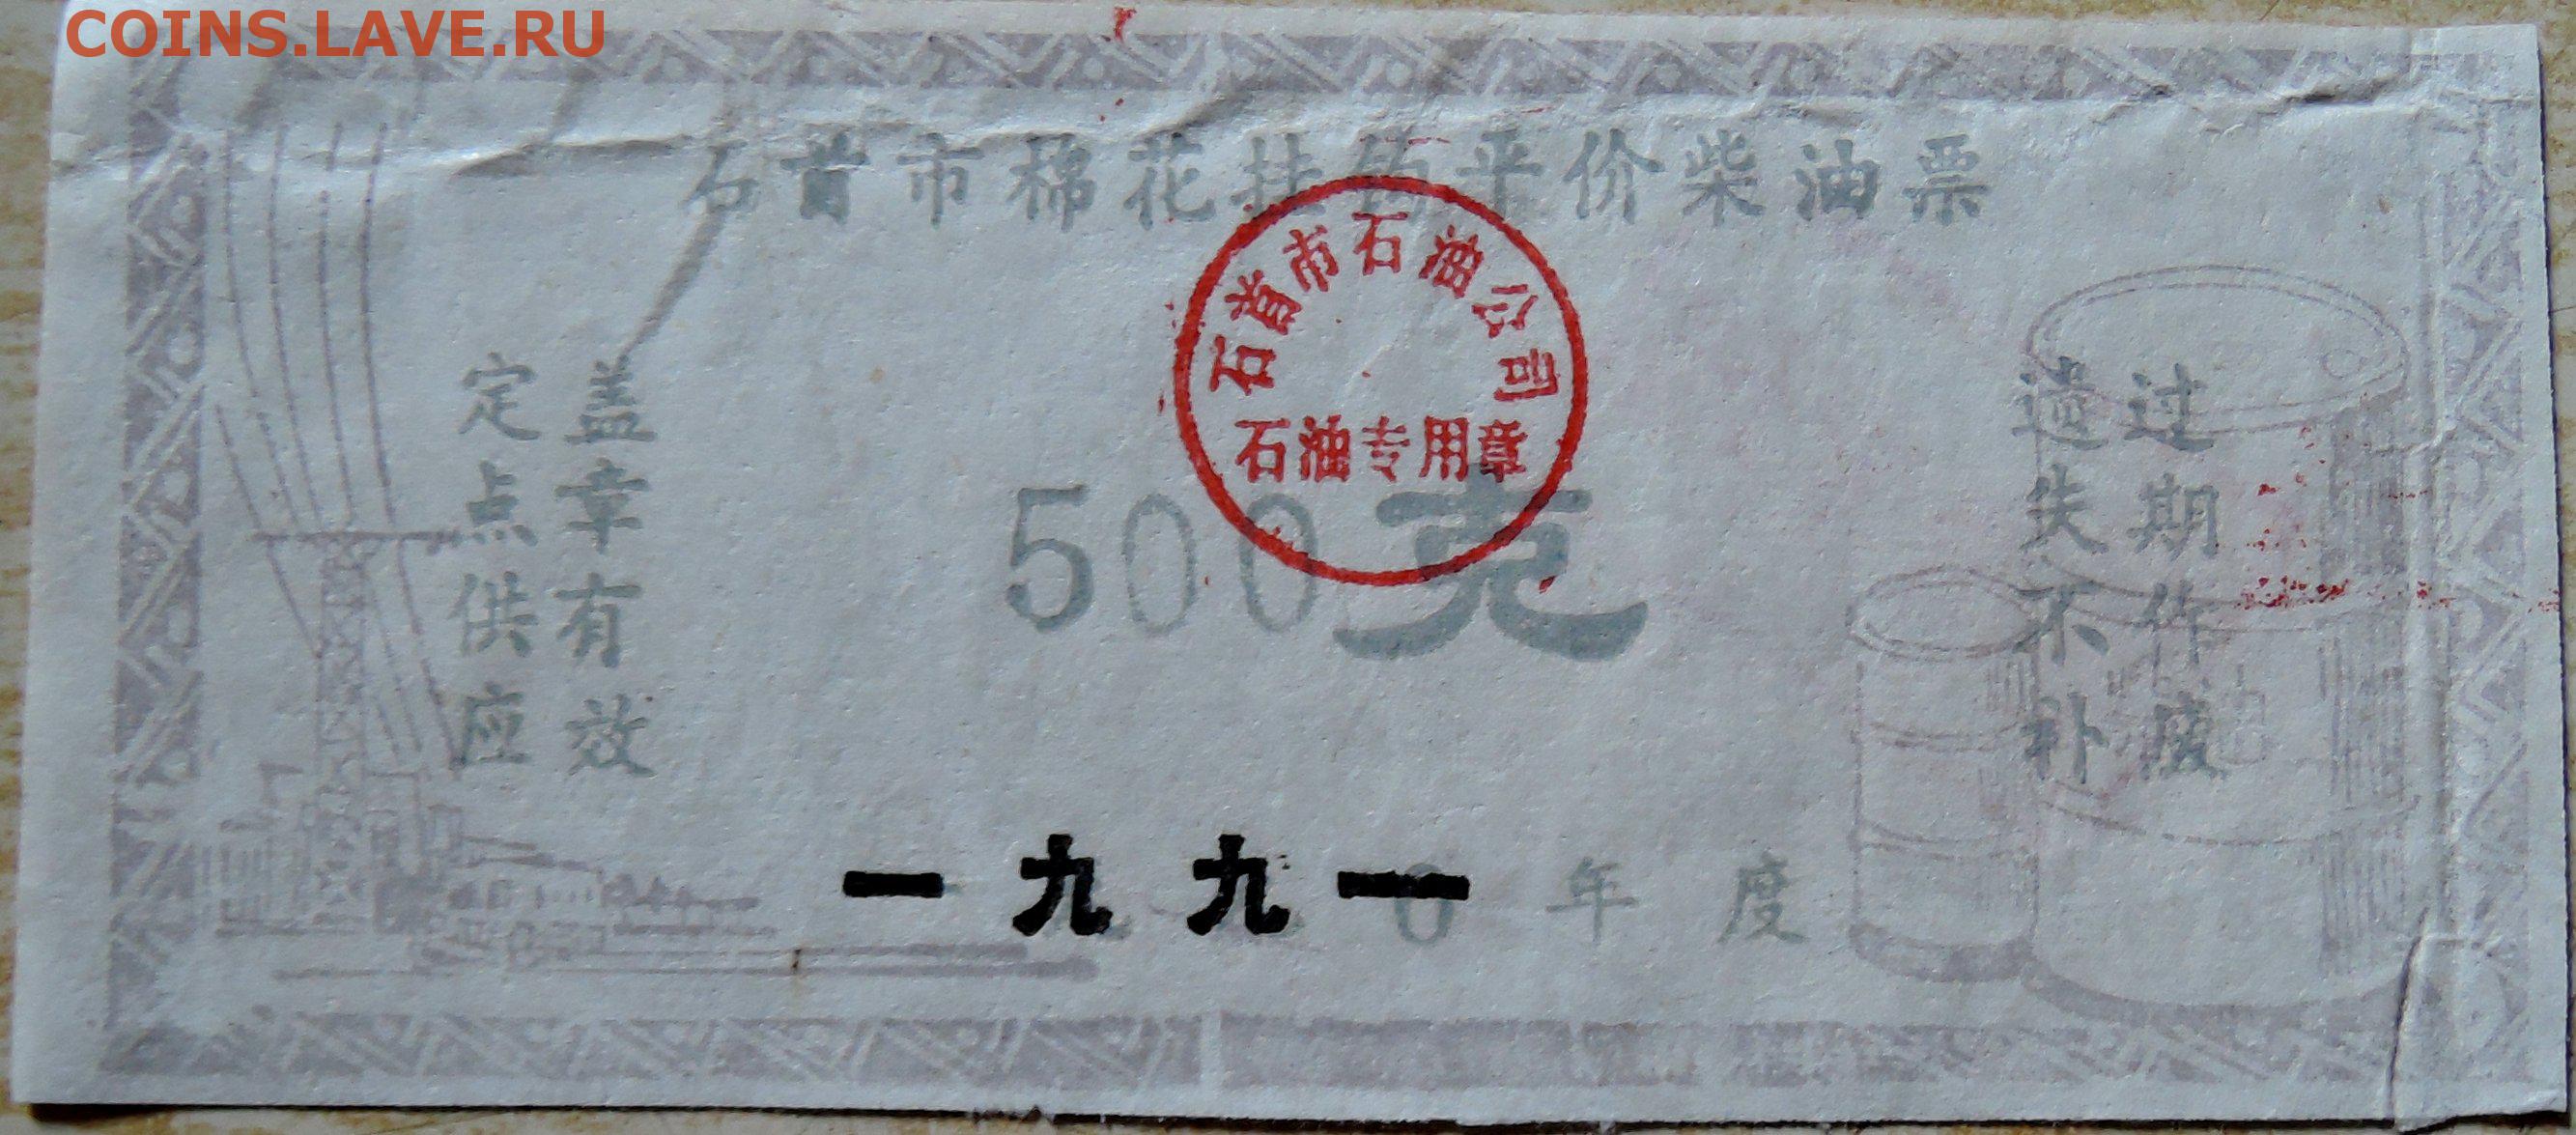 COINS.LAVE.RU
石首市棉花挂钩平价柴油票
石首市石油公司
石油专用章
定点供应
盖章有效
500克
过期作废
遗失不补
一九九一
0年度